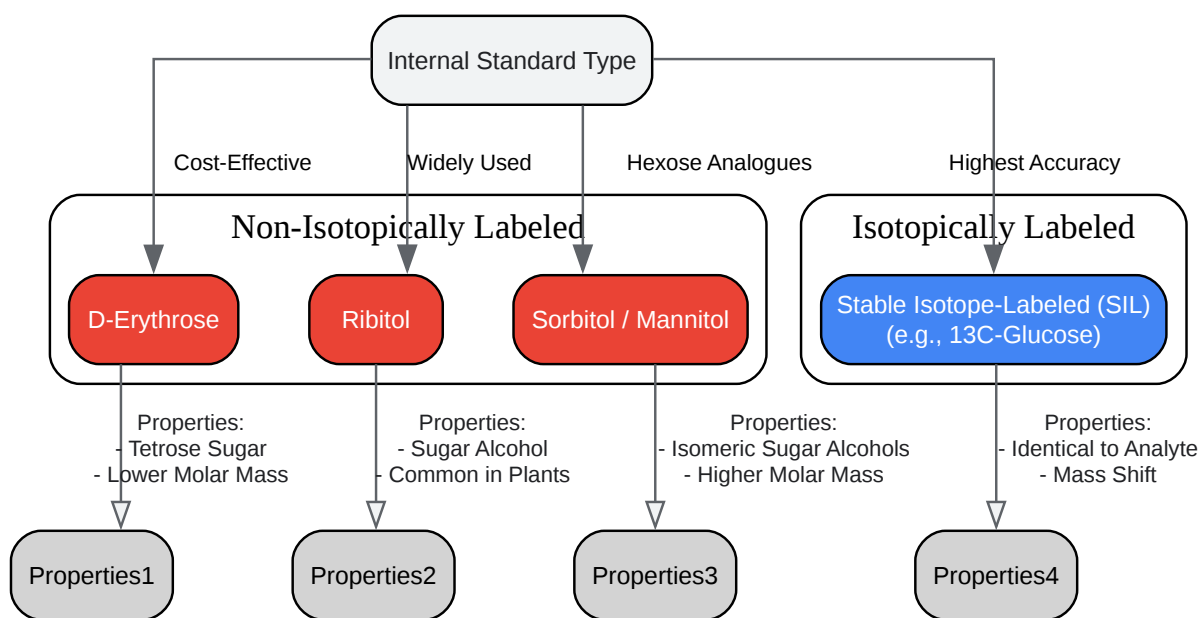 Internal Standard Type
Cost-Effective
Widely Used
Hexose Analogues
Highest Accuracy
Non-Isotopically Labeled
Isotopically Labeled
D-Erythrose
Ribitol
Sorbitol / Mannitol
Stable Isotope-Labeled (SIL)
(e.g., 13C-Glucose)
Properties:
- Tetrose Sugar
- Lower Molar Mass
Properties:
- Sugar Alcohol
- Common in Plants
Properties:
- Isomeric Sugar Alcohols
- Higher Molar Mass
Properties:
- Identical to Analyte
- Mass Shift
Properties1
Properties2
Properties3
Properties4